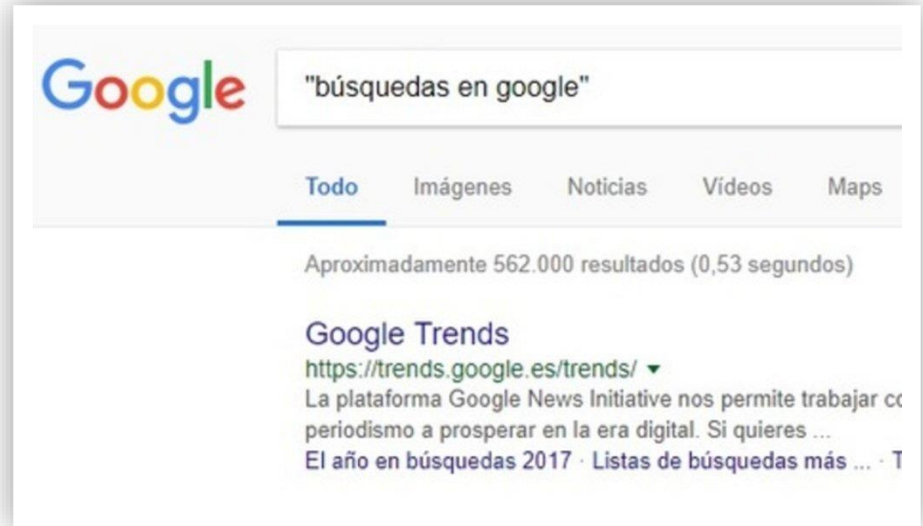 Google
"búsquedas en google"
Todo Imágenes Noticias Vídeos Maps
Aproximadamente 562.000 resultados (0,53 segundos)
Google Trends
https://trends.google.es/trends/
La plataforma Google News Initiative nos permite trabajar
periodismo a prosperar en la era digital. Si quieres ...
El año en búsquedas 2017 · Listas de búsquedas más ... ·